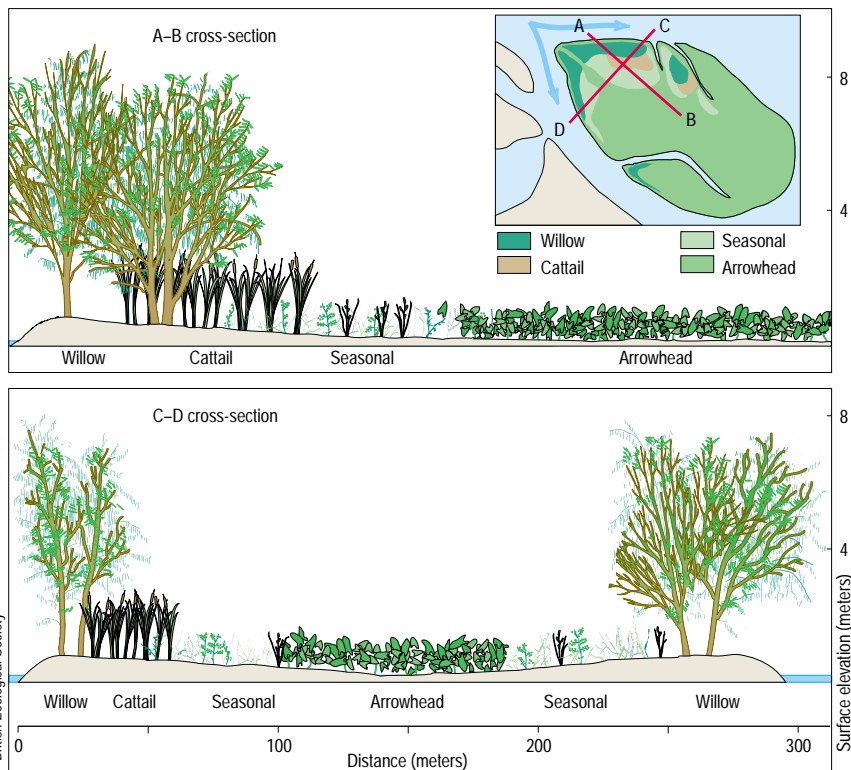 A–B cross-section
A
C
D
B
Willow
Seasonal
Cattail
Arrowhead
8
4
Willow
Cattail
Seasonal
Arrowhead
C–D cross-section
8
4
Willow
Cattail
Seasonal
Arrowhead
Seasonal
Willow
0
100
200
300
Distance (meters)
Surface elevation (meters)